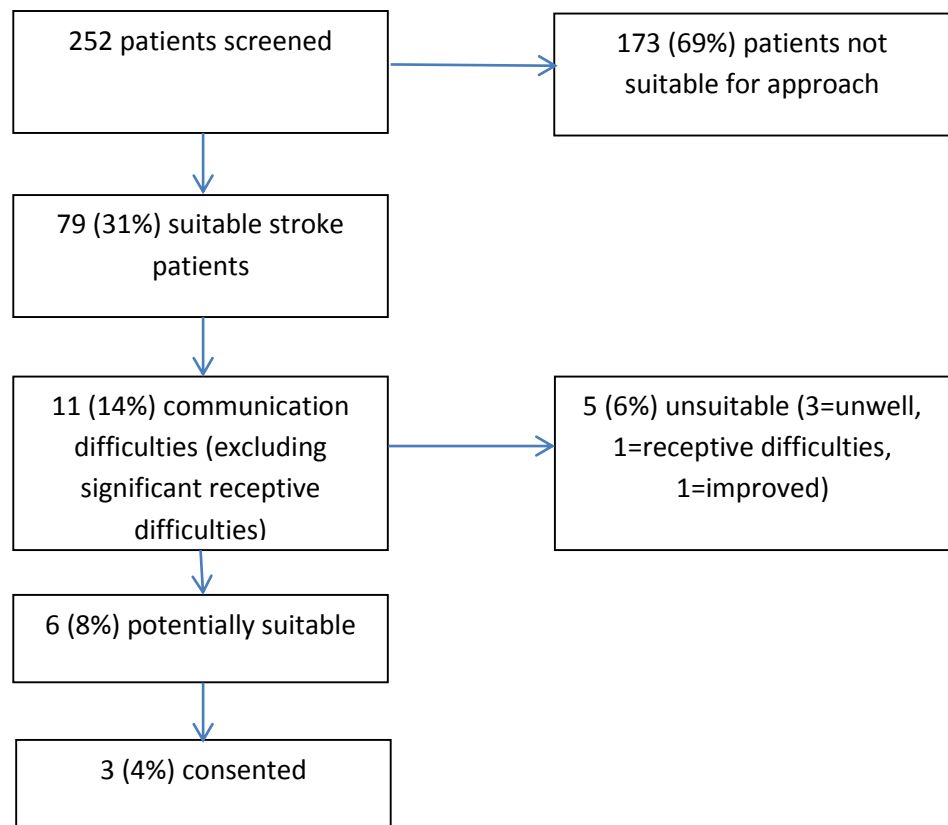 252 patients screened
173 (69%) patients not
suitable for approach
79 (31%) suitable stroke
patients
11 (14%) communication
difficulties (excluding
significant receptive
difficulties)
5 (6%) unsuitable (3=unwell,
1=receptive difficulties,
1=improved)
6 (8%) potentially suitable
3 (4%) consented